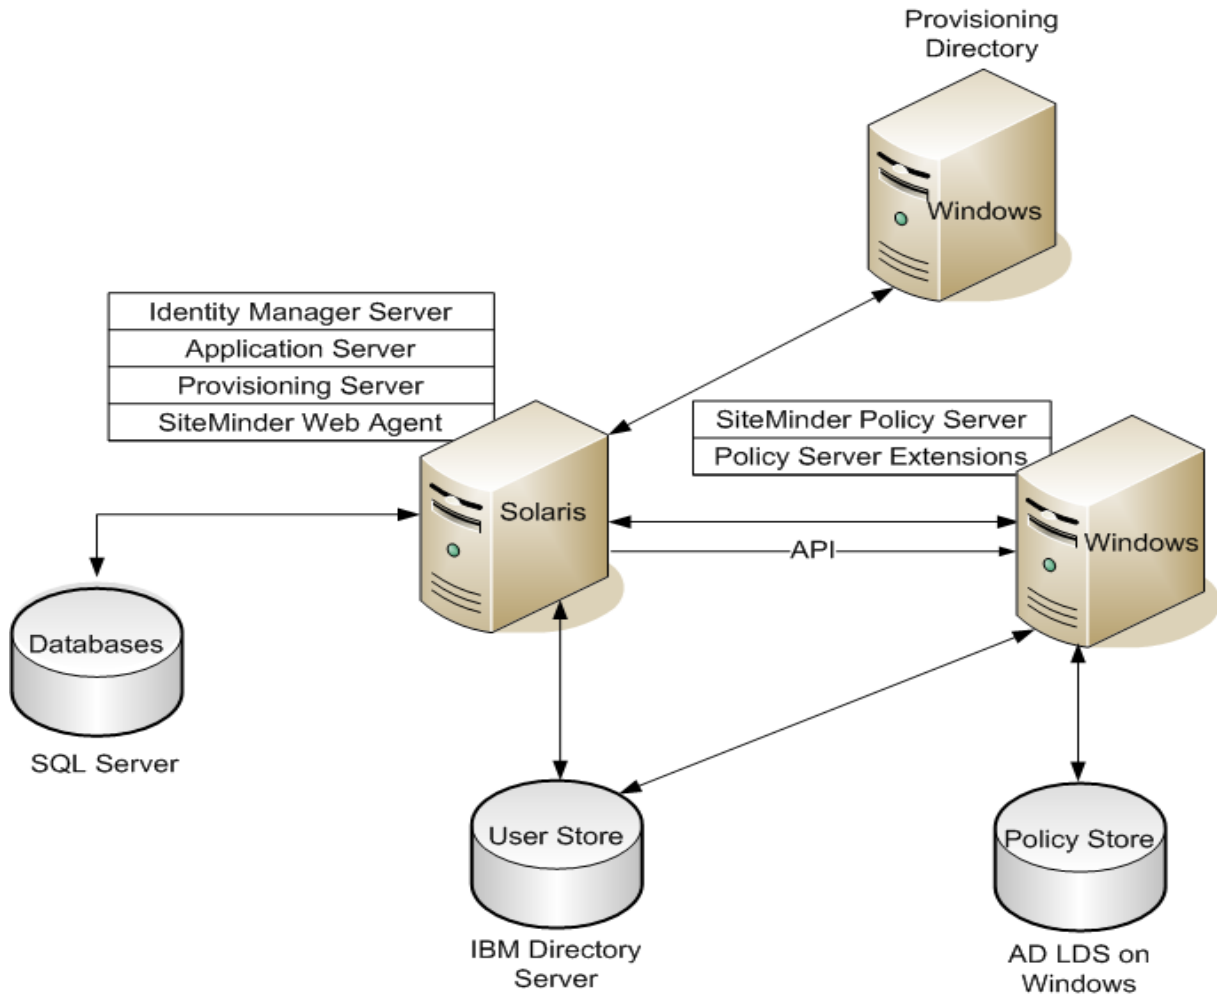 Provisioning
Directory
Windows
Identity Manager Server
Application Server
Provisioning Server
SiteMinder Web Agent
SiteMinder Policy Server
Policy Server Extensions
Solaris
API
Windows
Databases
SQL Server
User Store
IBM Directory
Server
Policy Store
AD LDS on
Windows